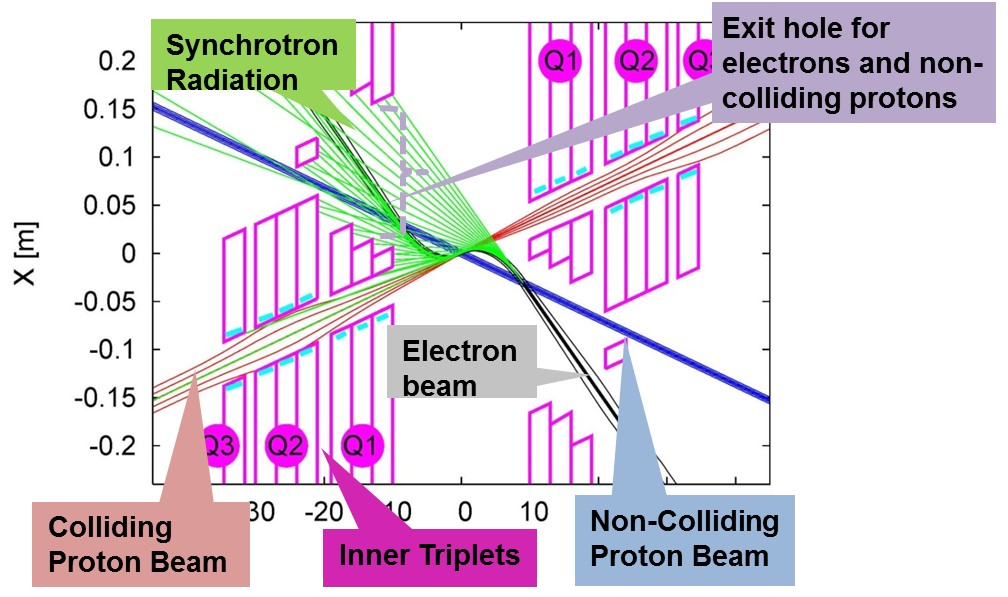 Synchrotron
Radiation
Exit hole for
electrons and non-
colliding protons
0.2
0.15
0.1
0.05
0
-0.05
-0.1
-0.15
-0.2
X [m]
Q1
Q2
Electron
beam
Q3
Q2
Q1
30
-20
0
10
Colliding
Proton Beam
Inner Triplets
Non-Colliding
Proton Beam